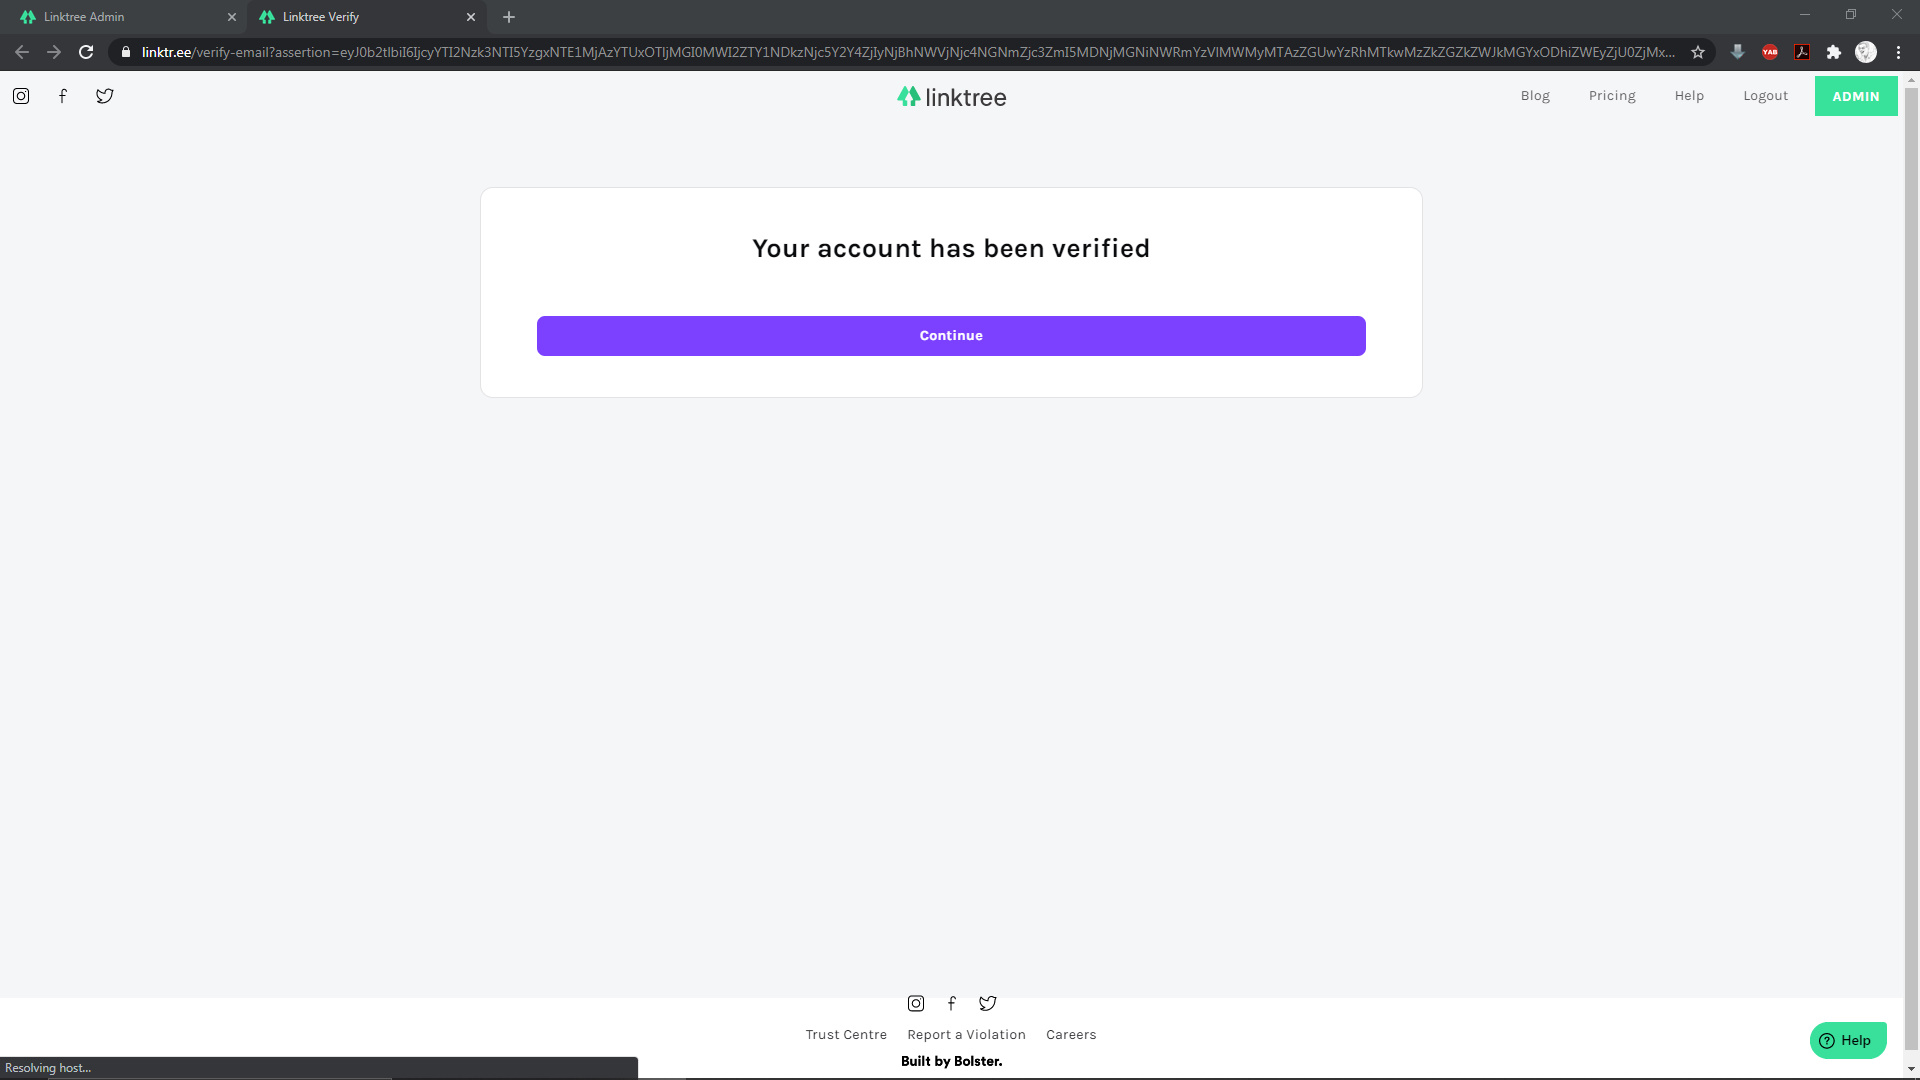 Linktree Admin
Linktree Verify
linktr.ee/verify-email?assertion=
YAB
linktree
Blog
Pricing
Help
Logout
ADMIN
Your account has been verified
Continue
Trust Centre
Report a Violation
Careers
Built by Bolster.
Help
Resolving host...